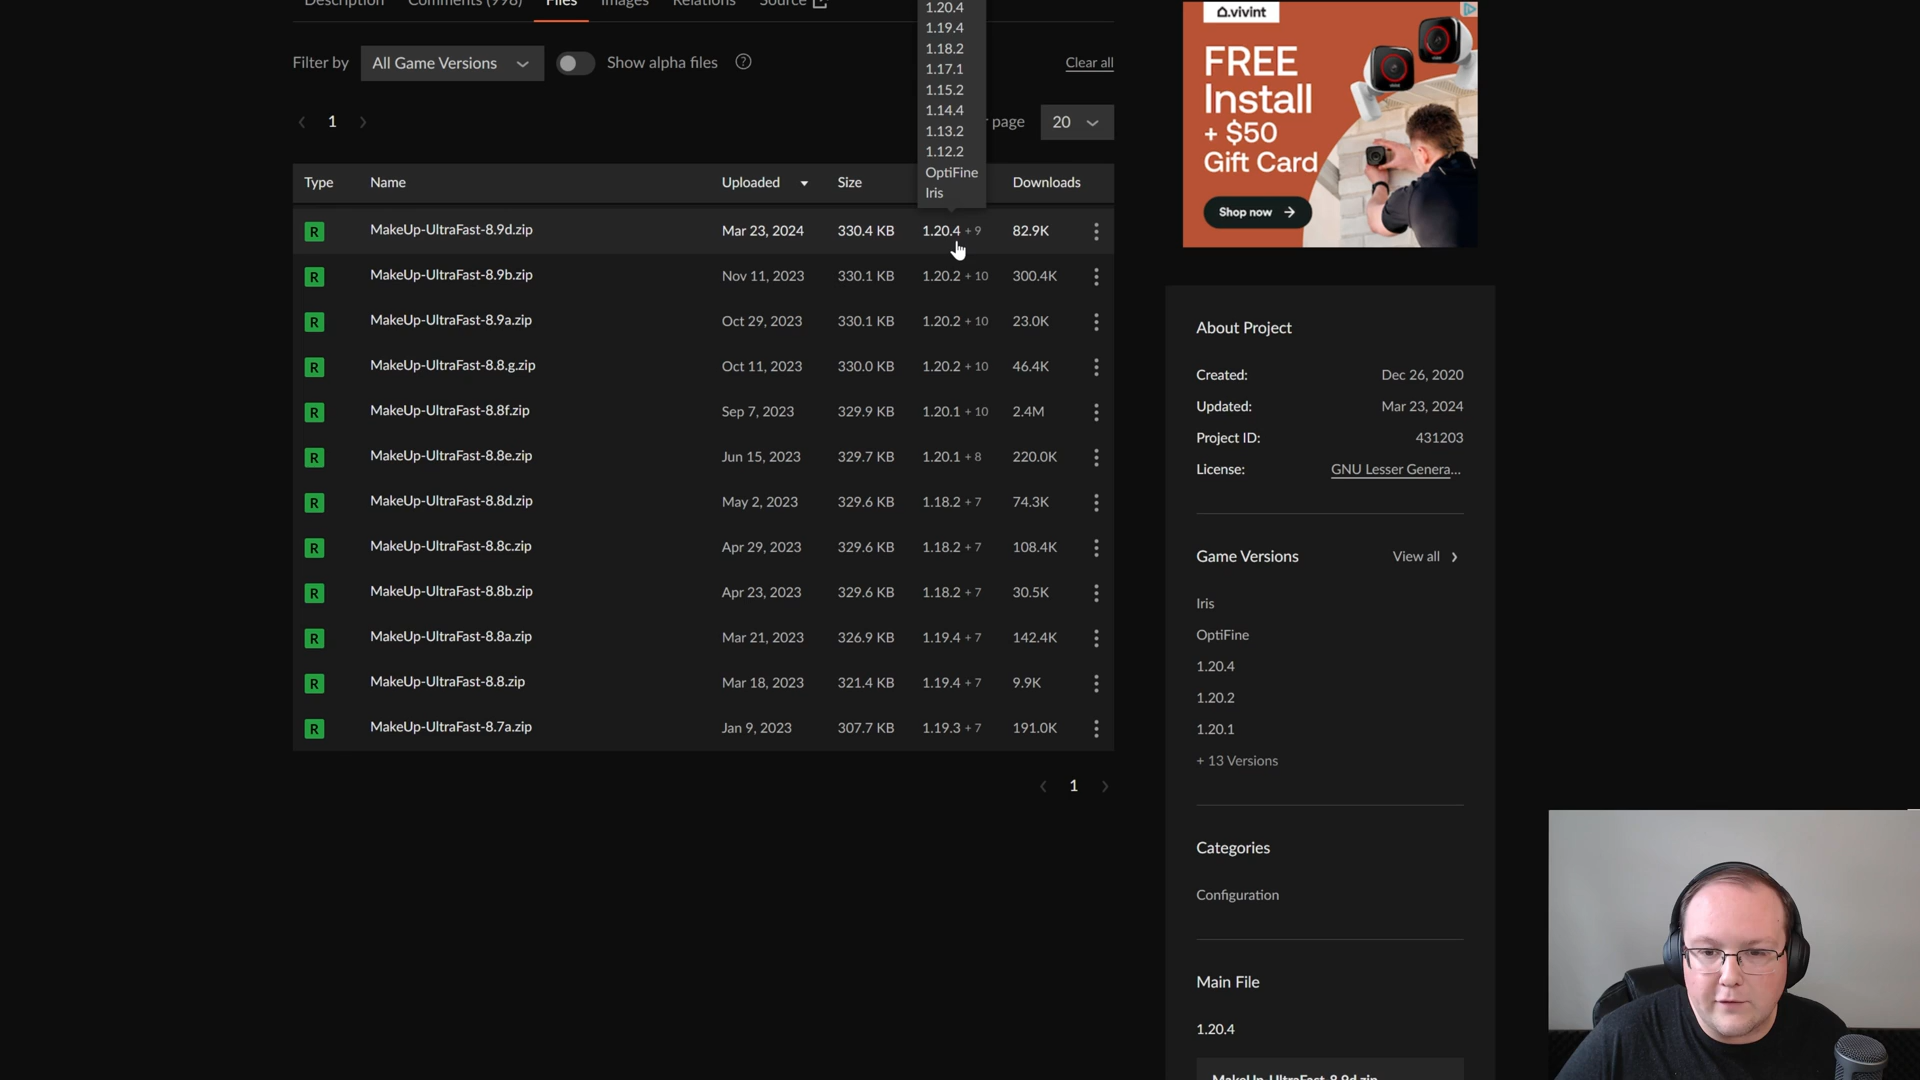 Description
Comments (998)
Files
Images
Relations
Source
1.20.4
1.19.4
1.18.2
1.17.1
1.15.2
1.14.4
1.13.2
1.12.2
OptiFine
Iris
Filter by
All Game Versions
Show alpha files
Clear all
1
page
20
Type Name Uploaded Size Downloads
R MakeUp-UltraFast-8.9d.zip Mar 23, 2024 330.4 KB 1.20.4 + 9 82.9K
R MakeUp-UltraFast-8.9b.zip Nov 11, 2023 330.1 KB 1.20.2 + 10 300.4K
R MakeUp-UltraFast-8.9a.zip Oct 29, 2023 330.1 KB 1.20.2 + 10 23.0K
R MakeUp-UltraFast-8.8.g.zip Oct 11, 2023 330.0 KB 1.20.2 + 10 46.4K
R MakeUp-UltraFast-8.8f.zip Sep 7, 2023 329.9 KB 1.20.1 + 10 2.4M
R MakeUp-UltraFast-8.8e.zip Jun 15, 2023 329.7 KB 1.20.1 + 8 220.0K
R MakeUp-UltraFast-8.8d.zip May 2, 2023 329.6 KB 1.18.2 + 7 74.3K
R MakeUp-UltraFast-8.8c.zip Apr 29, 2023 329.6 KB 1.18.2 + 7 108.4K
R MakeUp-UltraFast-8.8b.zip Apr 23, 2023 329.6 KB 1.18.2 + 7 30.5K
R MakeUp-UltraFast-8.8a.zip Mar 21, 2023 326.9 KB 1.19.4 + 7 142.4K
R MakeUp-UltraFast-8.8.zip Mar 18, 2023 321.4 KB 1.19.4 + 7 9.9K
R MakeUp-UltraFast-8.7a.zip Jan 9, 2023 307.7 KB 1.19.3 + 7 191.0K
1
vivint
FREE
Install
+ $50
Gift Card
Shop now
About Project
Created: Dec 26, 2020
Updated: Mar 23, 2024
Project ID: 431203
License: GNU Lesser Genera...
Game Versions View all
Iris
OptiFine
1.20.4
1.20.2
1.20.1
+ 13 Versions
Categories
Configuration
Main File
1.20.4
MakeUp-UltraFast-8.9d.zip